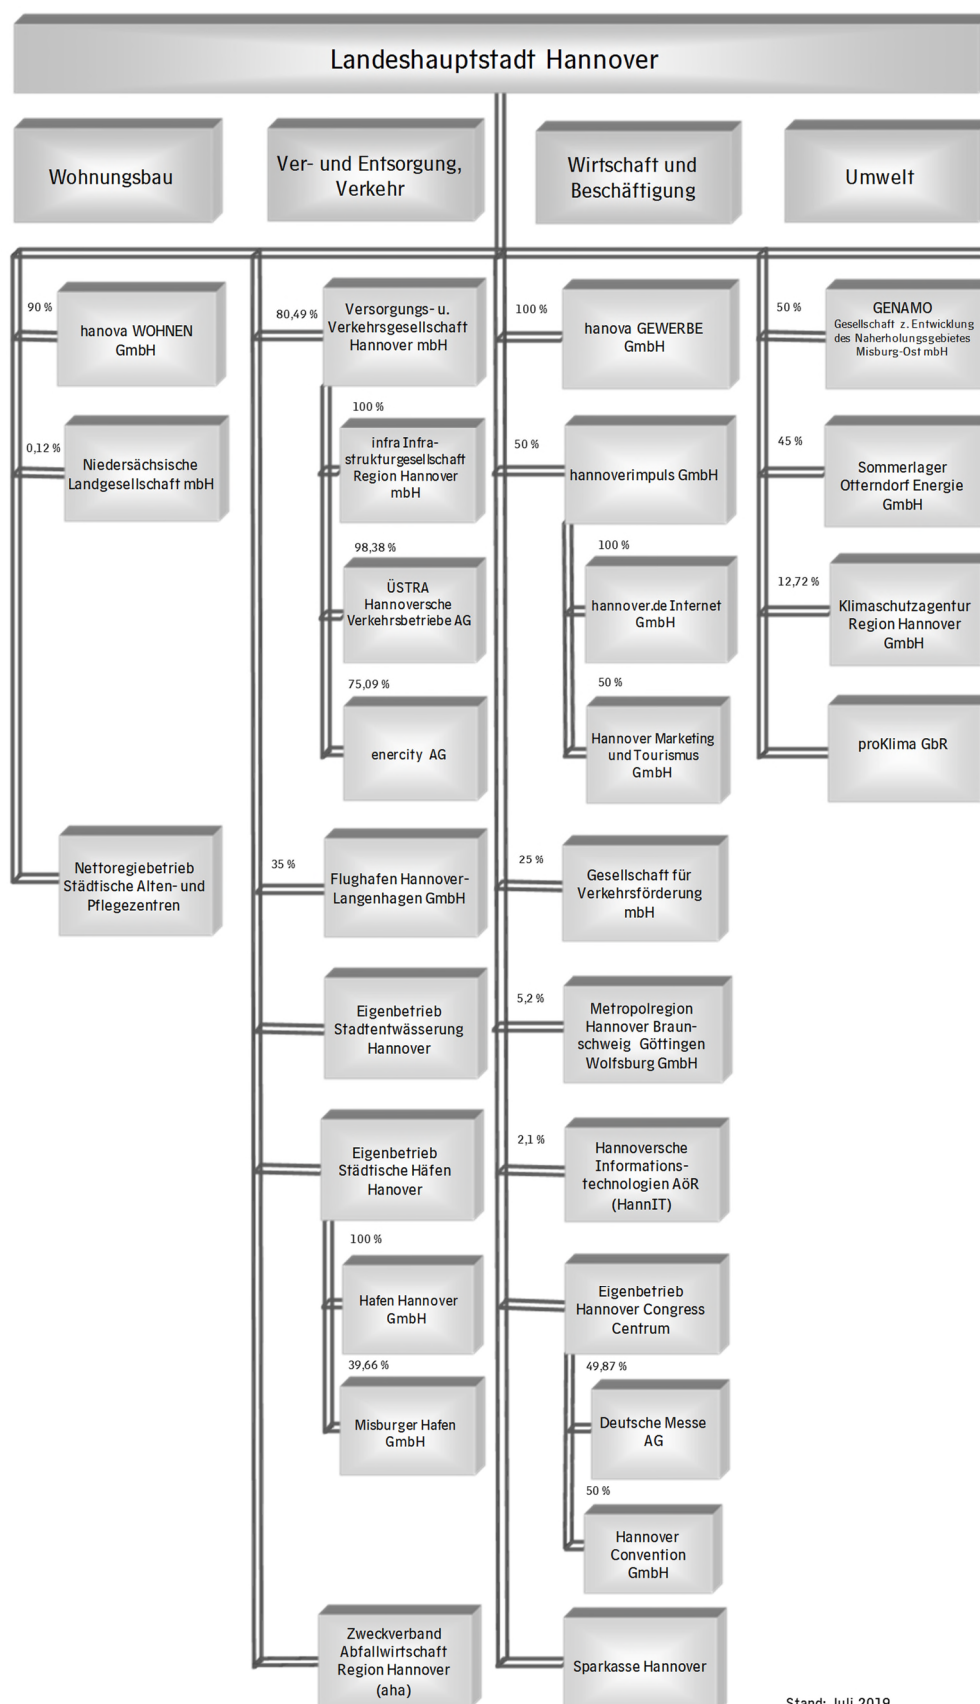 Landeshauptstadt Hannover
Wohnungsbau
Ver- und Entsorgung,
Verkehr
Wirtschaft und
Beschäftigung
Umwelt
90 %
hanova WOHNEN
GmbH
0,12 %
Niedersächsische
Landgesellschaft mbH
Nettoregiebetrieb
Städtische Alten- und
Pflegezentren
80,49 %
Versorgungs- u.
Verkehrsgesellschaft
Hannover mbH
100 %
infra Infra-
strukturgesellschaft
Region Hannover
mbH
98,38 %
ÜSTRA
Hannoversche
Verkehrsbetriebe AG
75,09 %
enercity AG
35 %
Flughafen Hannover-
Langenhagen GmbH
Eigenbetrieb
Stadtentwässerung
Hannover
Eigenbetrieb
Städtische Häfen
Hanover
100 %
Hafen Hannover
GmbH
39,66 %
Misburger Hafen
GmbH
Zweckverband
Abfallwirtschaft
Region Hannover
(aha)
100 %
hanova GEWERBE
GmbH
50 %
hannoverimpuls GmbH
100 %
hannover.de Internet
GmbH
50 %
Hannover Marketing
und Tourismus
GmbH
25 %
Gesellschaft für
Verkehrsförderung
mbH
5,2 %
Metropolregion
Hannover Braun-
schweig Göttingen
Wolfsburg GmbH
2,1 %
Hannoversche
Informations-
technologien AöR
(HannIT)
Eigenbetrieb
Hannover Congress
Centrum
49,87 %
Deutsche Messe
AG
50 %
Hannover
Convention
GmbH
Sparkasse Hannover
50 %
GENAMO
Gesellschaft z. Entwicklung
des Naherholungsgebietes
Misburg-Ost mbH
45 %
Sommerlager
Otterndorf Energie
GmbH
12,72 %
Klimaschutzagentur
Region Hannover
GmbH
proKlima GbR
Stand: Juli 2019